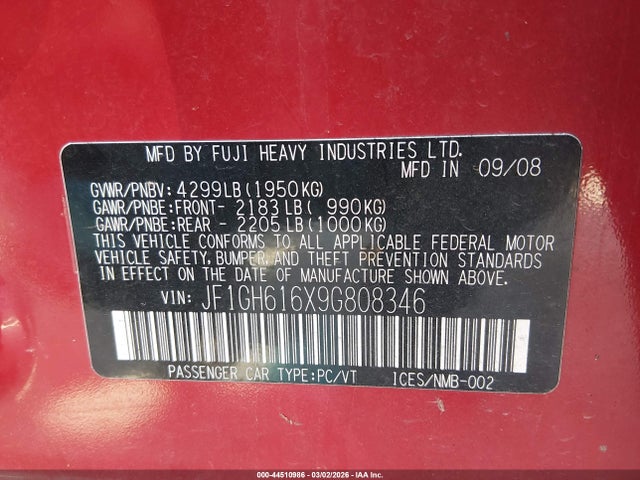 MFD BY FUJI HEAVY INDUSTRIES LTD.
MFD IN 09/08
GVWR/PNBV: 4299LB(1950KG)
GAWR/PNBE:FRONT- 2183LB( 990KG)
GAWR/PNBE:REAR - 2205LB(1000KG)
THIS VEHICLE CONFORMS TO ALL APPLICABLE FEDERAL MOTOR
VEHICLE SAFETY, BUMPER, AND THEFT PREVENTION STANDARDS
IN EFFECT ON THE DATE OF MANUFACTURE SHOWN ABOVE.
VIN: JF1GH616X9G808346
PASSENGER CAR TYPE:PC/VT ICES/NMB-002
000-44510986 - 03/02/2026 - Copyright © 2026 IAA, Inc.